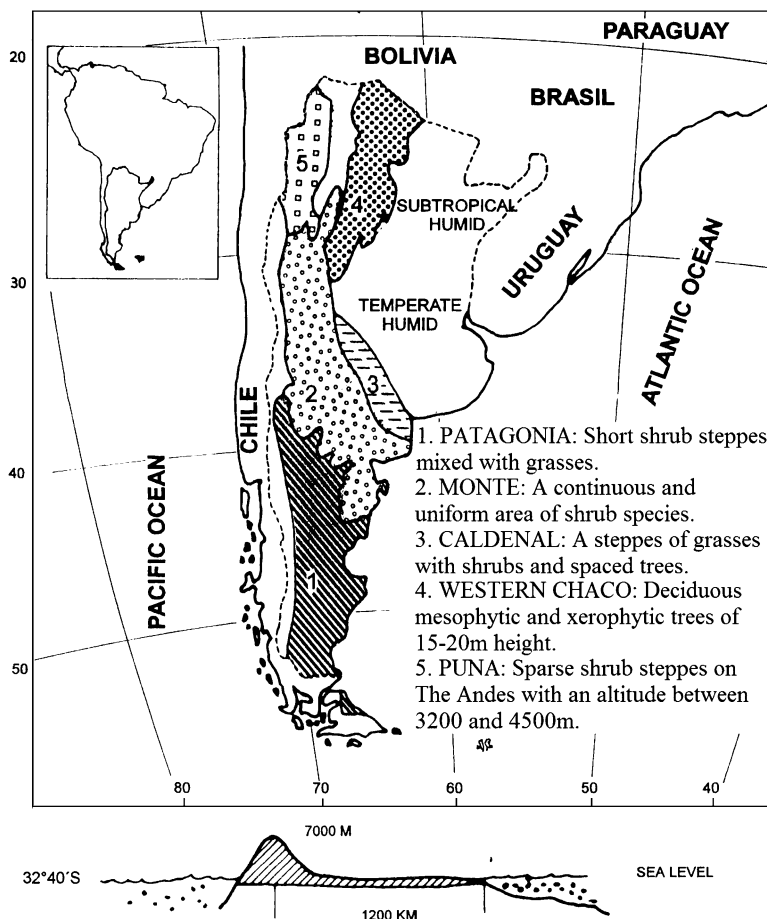 PARAGUAY
20
BOLIVIA
BRASIL
5
4
SUBTROPICAL
HUMID
URUGUAY
30
TEMPERATE
HUMID
ATLANTIC OCEAN
3
2
CHILE
1. PATAGONIA: Short shrub steppes
mixed with grasses.
40
2. MONTE: A continuous and
uniform area of shrub species.
PACIFIC OCEAN
3. CALDENAL: A steppes of grasses
with shrubs and spaced trees.
1
4. WESTERN CHACO: Deciduous
mesophytic and xerophytic trees of
15-20m height.
50
5. PUNA: Sparse shrub steppes on
The Andes with an altitude between
3200 and 4500m.
80
70
60
50
40
7000 M
32°40´S
SEA LEVEL
1200 KM